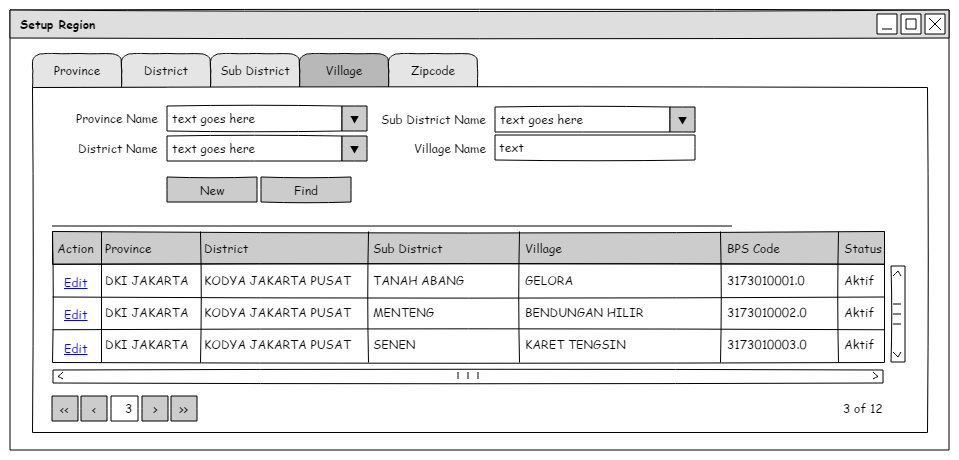 Setup Region
Province District Sub District Village Zipcode
Province Name text goes here Sub District Name text goes here
District Name text goes here Village Name text
New Find
Action Province District Sub District Village BPS Code Status
Edit DKI JAKARTA KODYA JAKARTA PUSAT TANAH ABANG GELORA 3173010001.0 Aktif
Edit DKI JAKARTA KODYA JAKARTA PUSAT MENTENG BENDUNGAN HILIR 3173010002.0 Aktif
Edit DKI JAKARTA KODYA JAKARTA PUSAT SENEN KARET TENGSIN 3173010003.0 Aktif
<< < 3 > >> 3 of 12